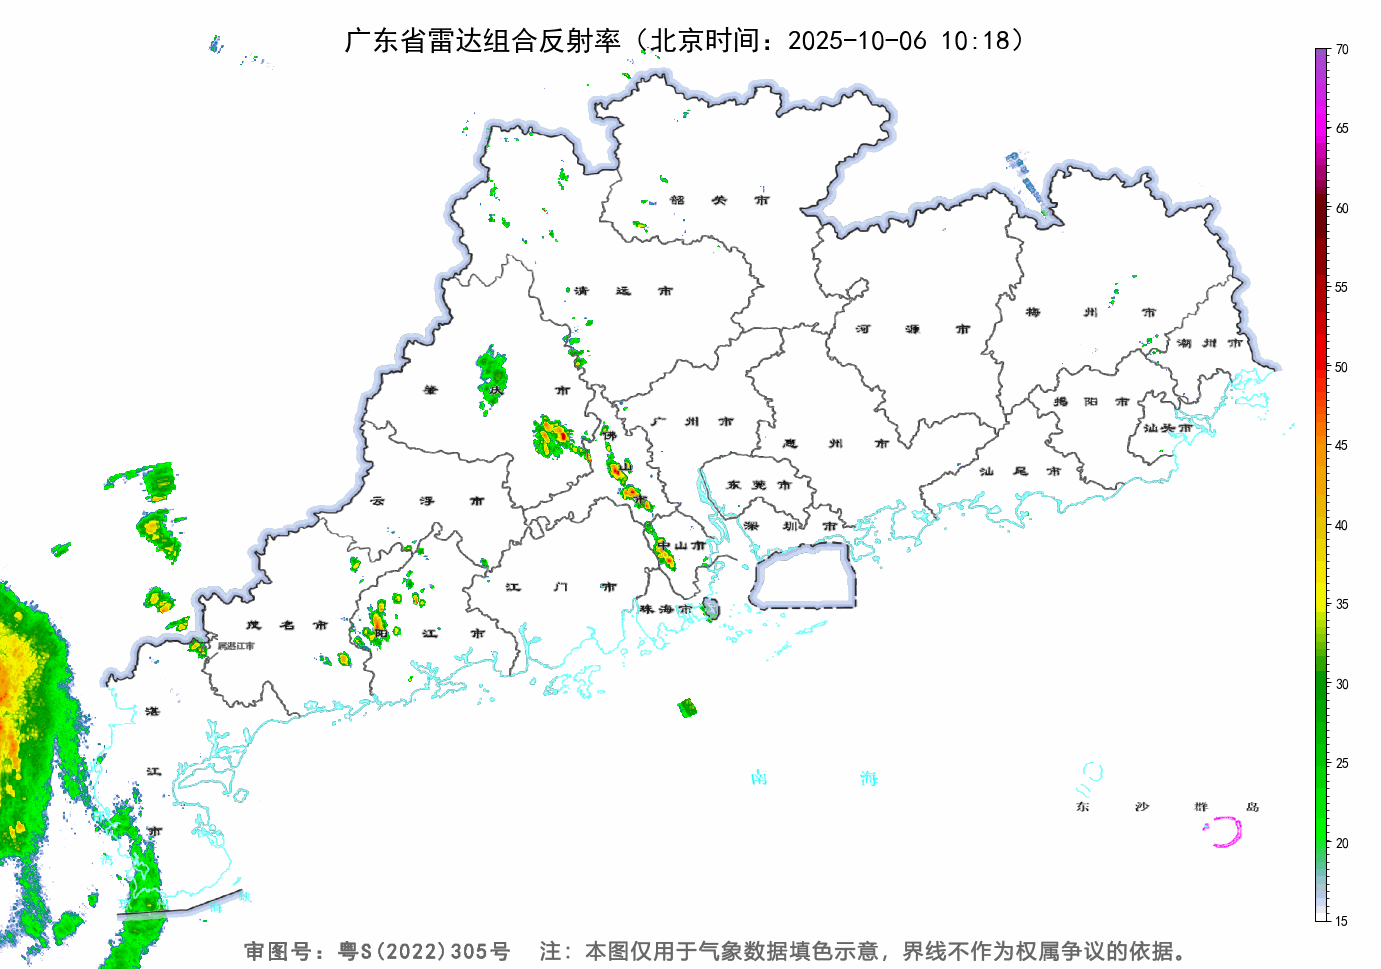 广东省雷达组合反射率（北京时间：2025-10-06 10:18）
70
65
60
55
50
45
40
35
30
25
20
15
韶关市
清远市
梅州市
河源市
潮州市
肇庆市
揭阳市
广州市
佛山市
惠州市
汕头市
汕尾市
东莞市
云浮市
深圳市
中山市
江门市
珠海市
茂名市
阳江市
属湛江市
湛江市
南海
东沙群岛
琼州海峡
审图号：粤S(2022)305号 注：本图仅用于气象数据填色示意，界线不作为权属争议的依据。